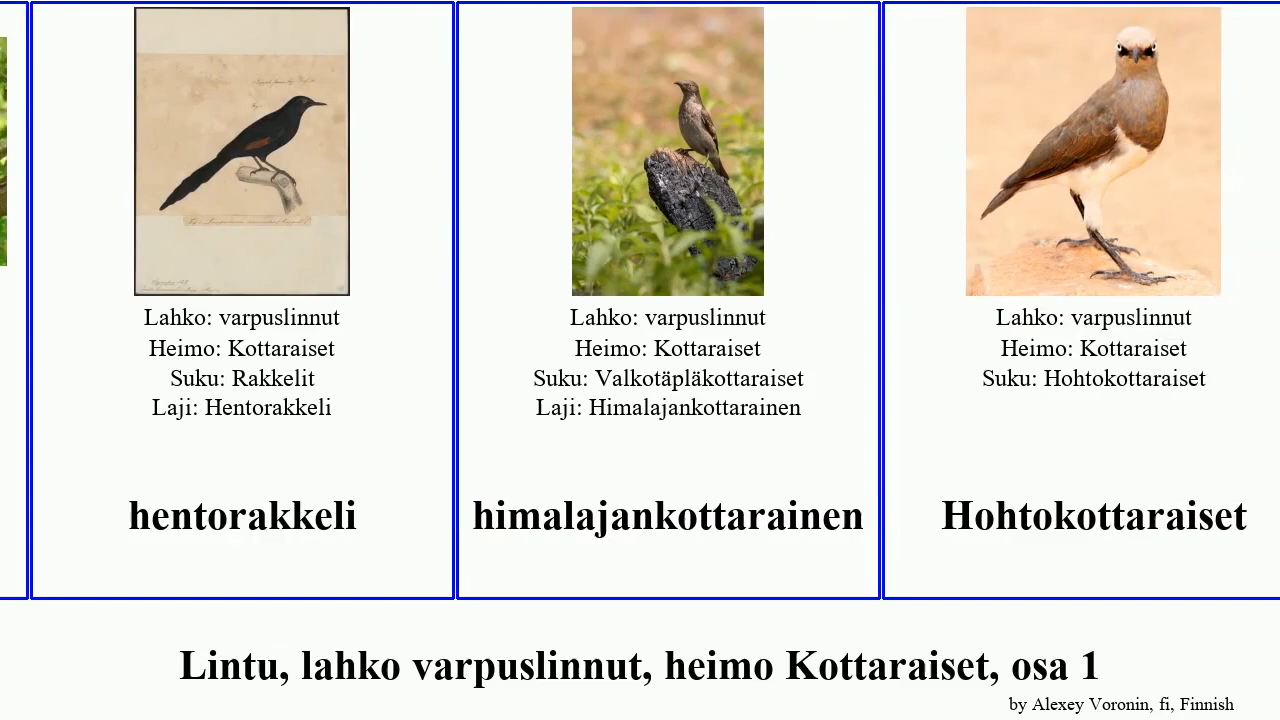 Lahko: varpuslinnut
Heimo: Kottaraiset
Suku: Rakkelit
Laji: Hentorakkeli
hentorakkeli
Lahko: varpuslinnut
Heimo: Kottaraiset
Suku: Valkotäpläkottaraiset
Laji: Himalajankottarainen
himalajankottarainen
Lahko: varpuslinnut
Heimo: Kottaraiset
Suku: Hohtokottaraiset
Hohtokottaraiset
Lintu, lahko varpuslinnut, heimo Kottaraiset, osa 1
by Alexey Voronin, fi, Finnish